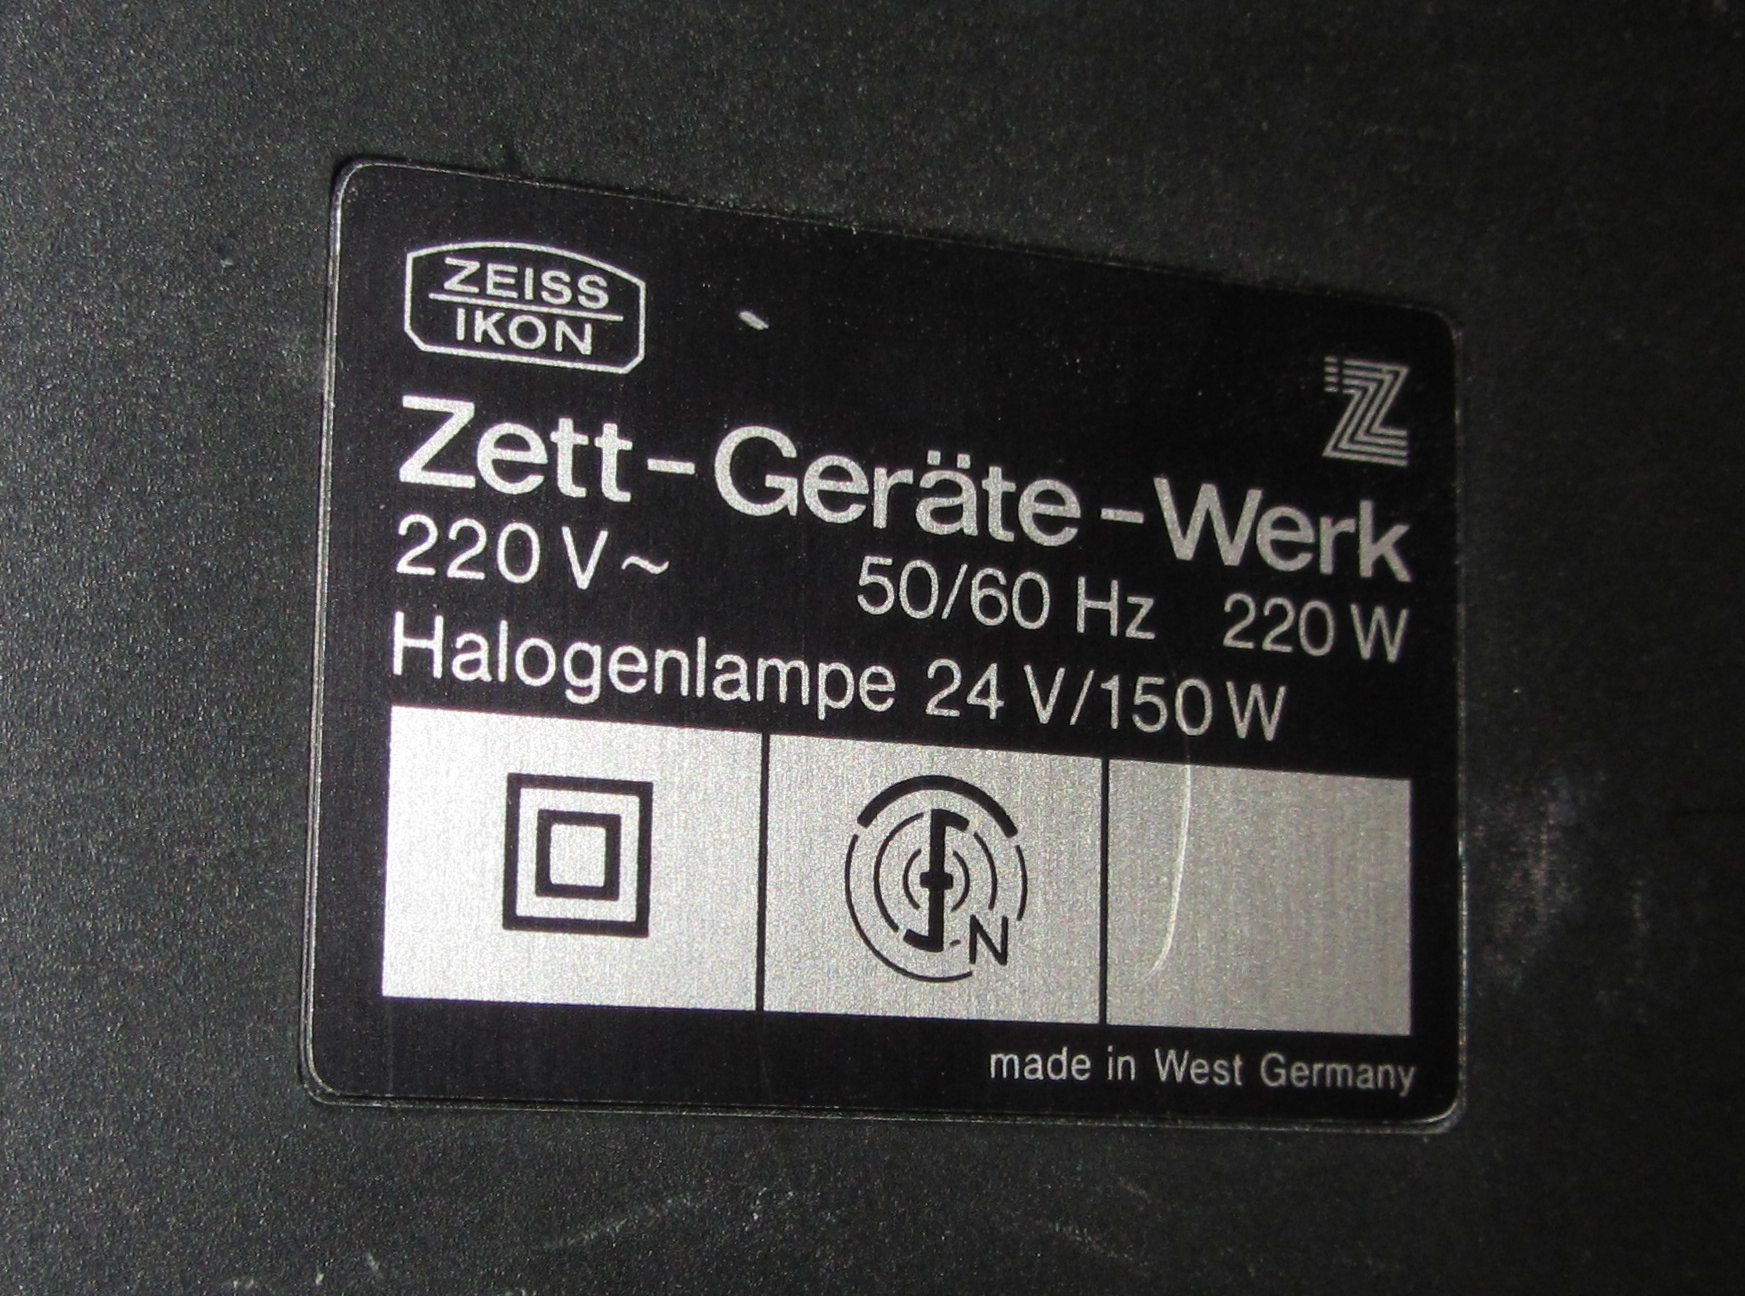 ZEISS
IKON
Z
Zett-Geräte-Werk
220 V~ 50/60 Hz 220 W
Halogenlampe 24 V/150 W
N
made in West Germany